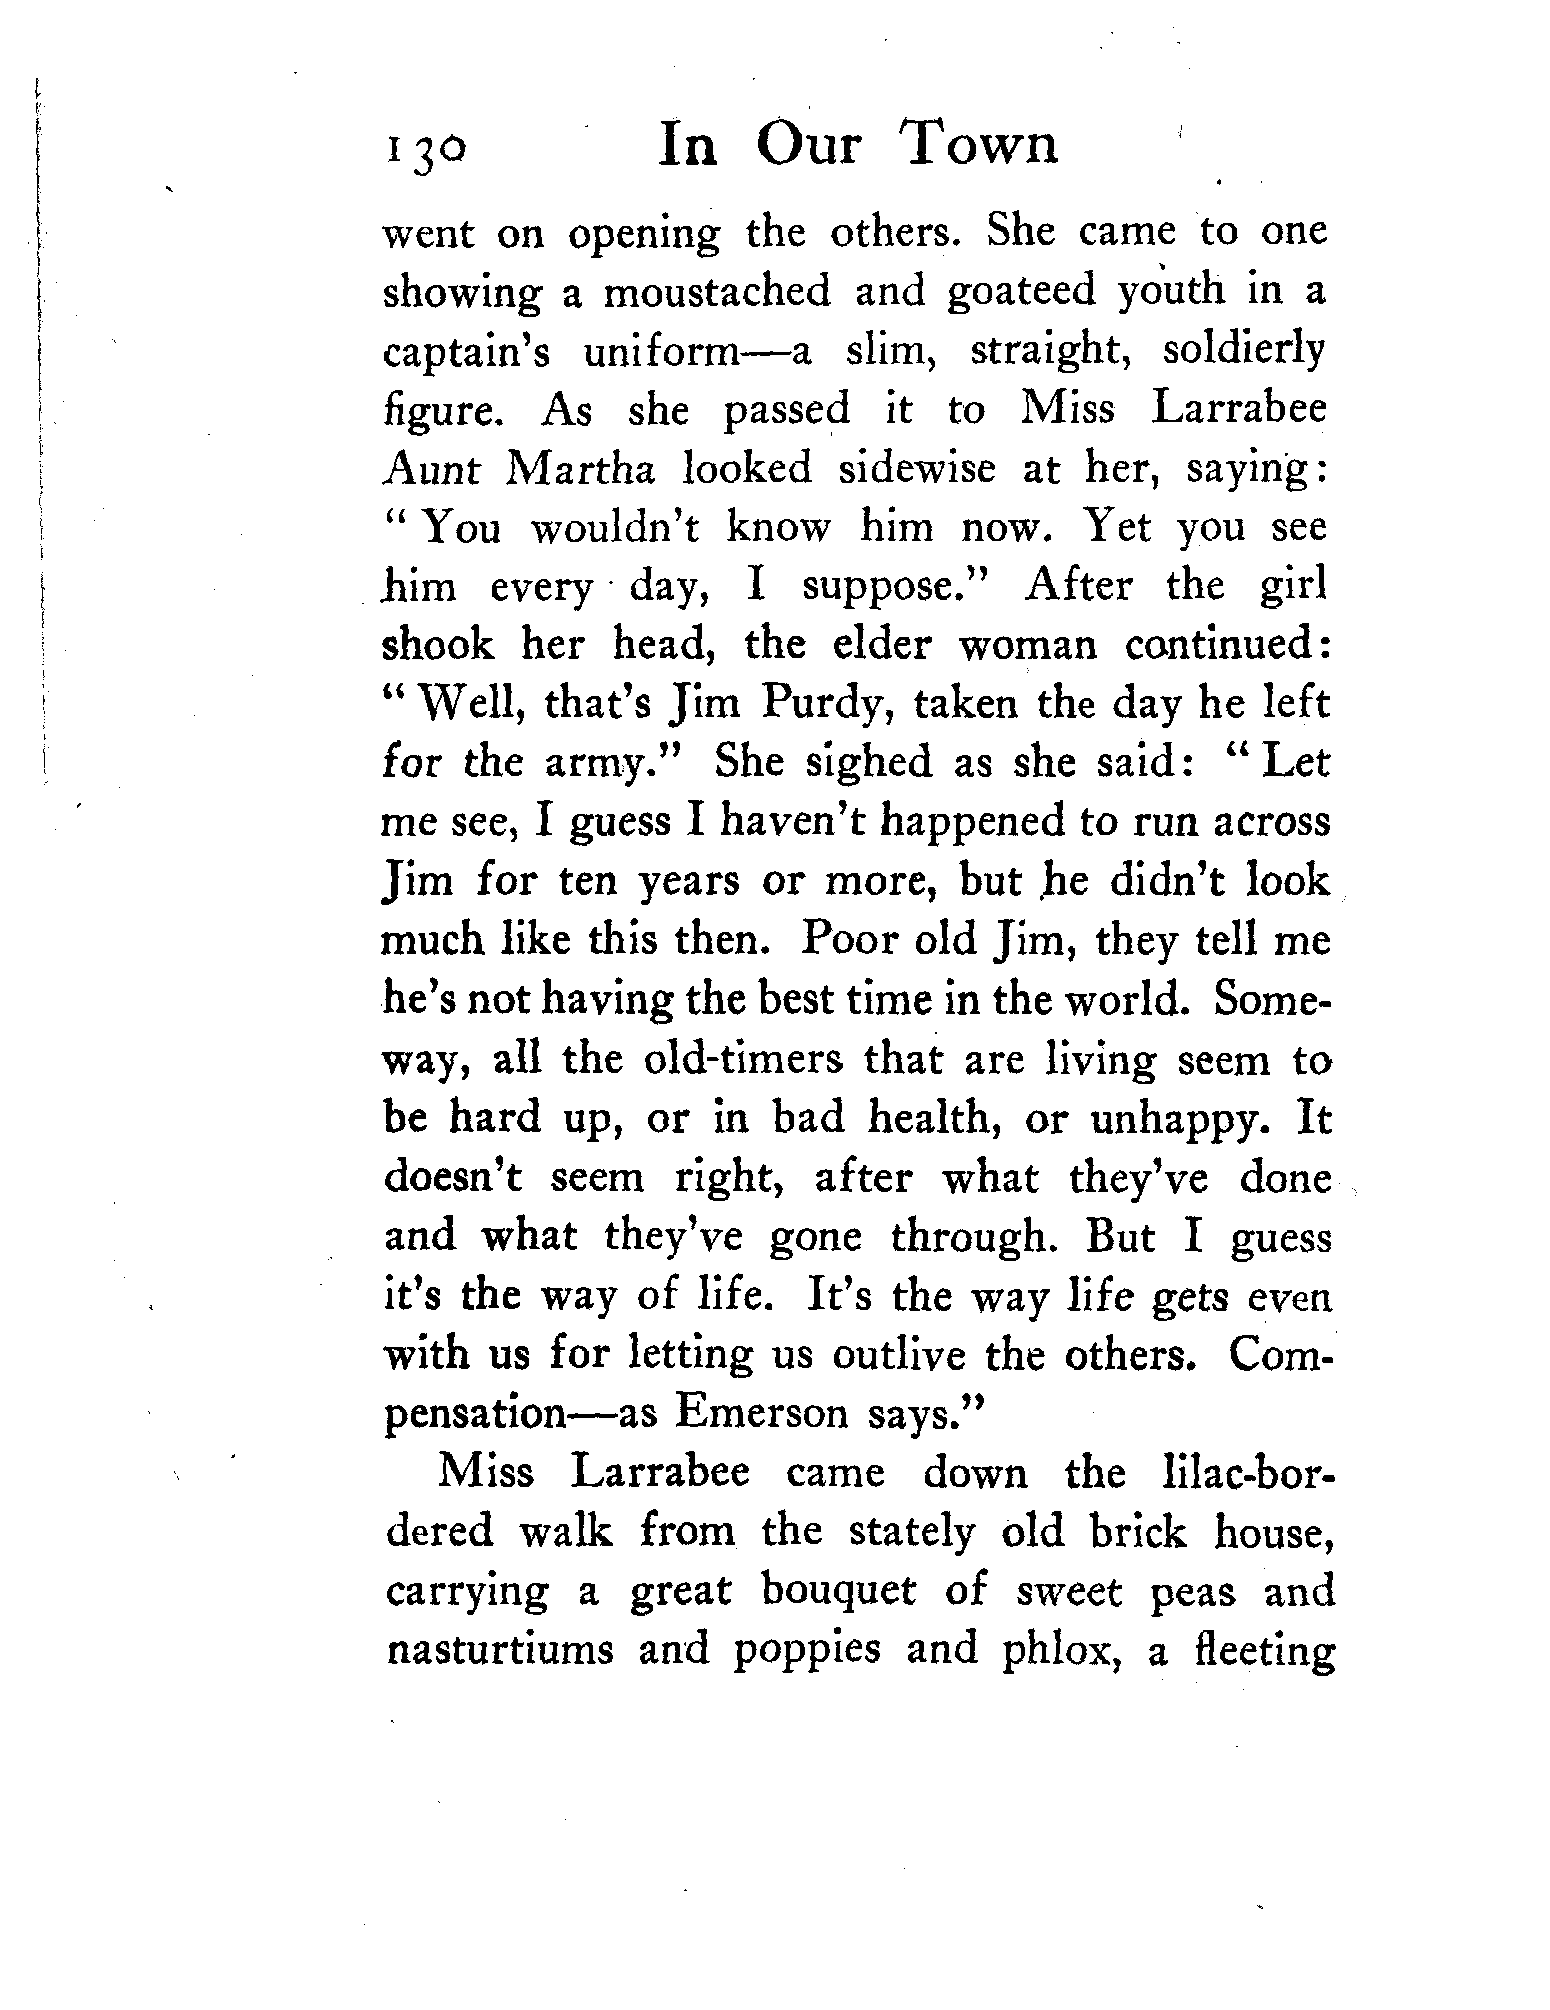 130 In Our Town
went on opening the others. She came to one
showing a moustached and goateed youth in a
captain's uniform—a slim, straight, soldierly
figure. As she passed it to Miss Larrabee
Aunt Martha looked sidewise at her, saying:
“ You wouldn't know him now. Yet you see
him every day, I suppose.” After the girl
shook her head, the elder woman continued:
“ Well, that's Jim Purdy, taken the day he left
for the army.” She sighed as she said: “ Let
me see, I guess I haven't happened to run across
Jim for ten years or more, but he didn't look
much like this then. Poor old Jim, they tell me
he's not having the best time in the world. Some-
way, all the old-timers that are living seem to
be hard up, or in bad health, or unhappy. It
doesn't seem right, after what they've done
and what they've gone through. But I guess
it's the way of life. It's the way life gets even
with us for letting us outlive the others. Com-
pensation—as Emerson says.”
Miss Larrabee came down the lilac-bor-
dered walk from the stately old brick house,
carrying a great bouquet of sweet peas and
nasturtiums and poppies and phlox, a fleeting